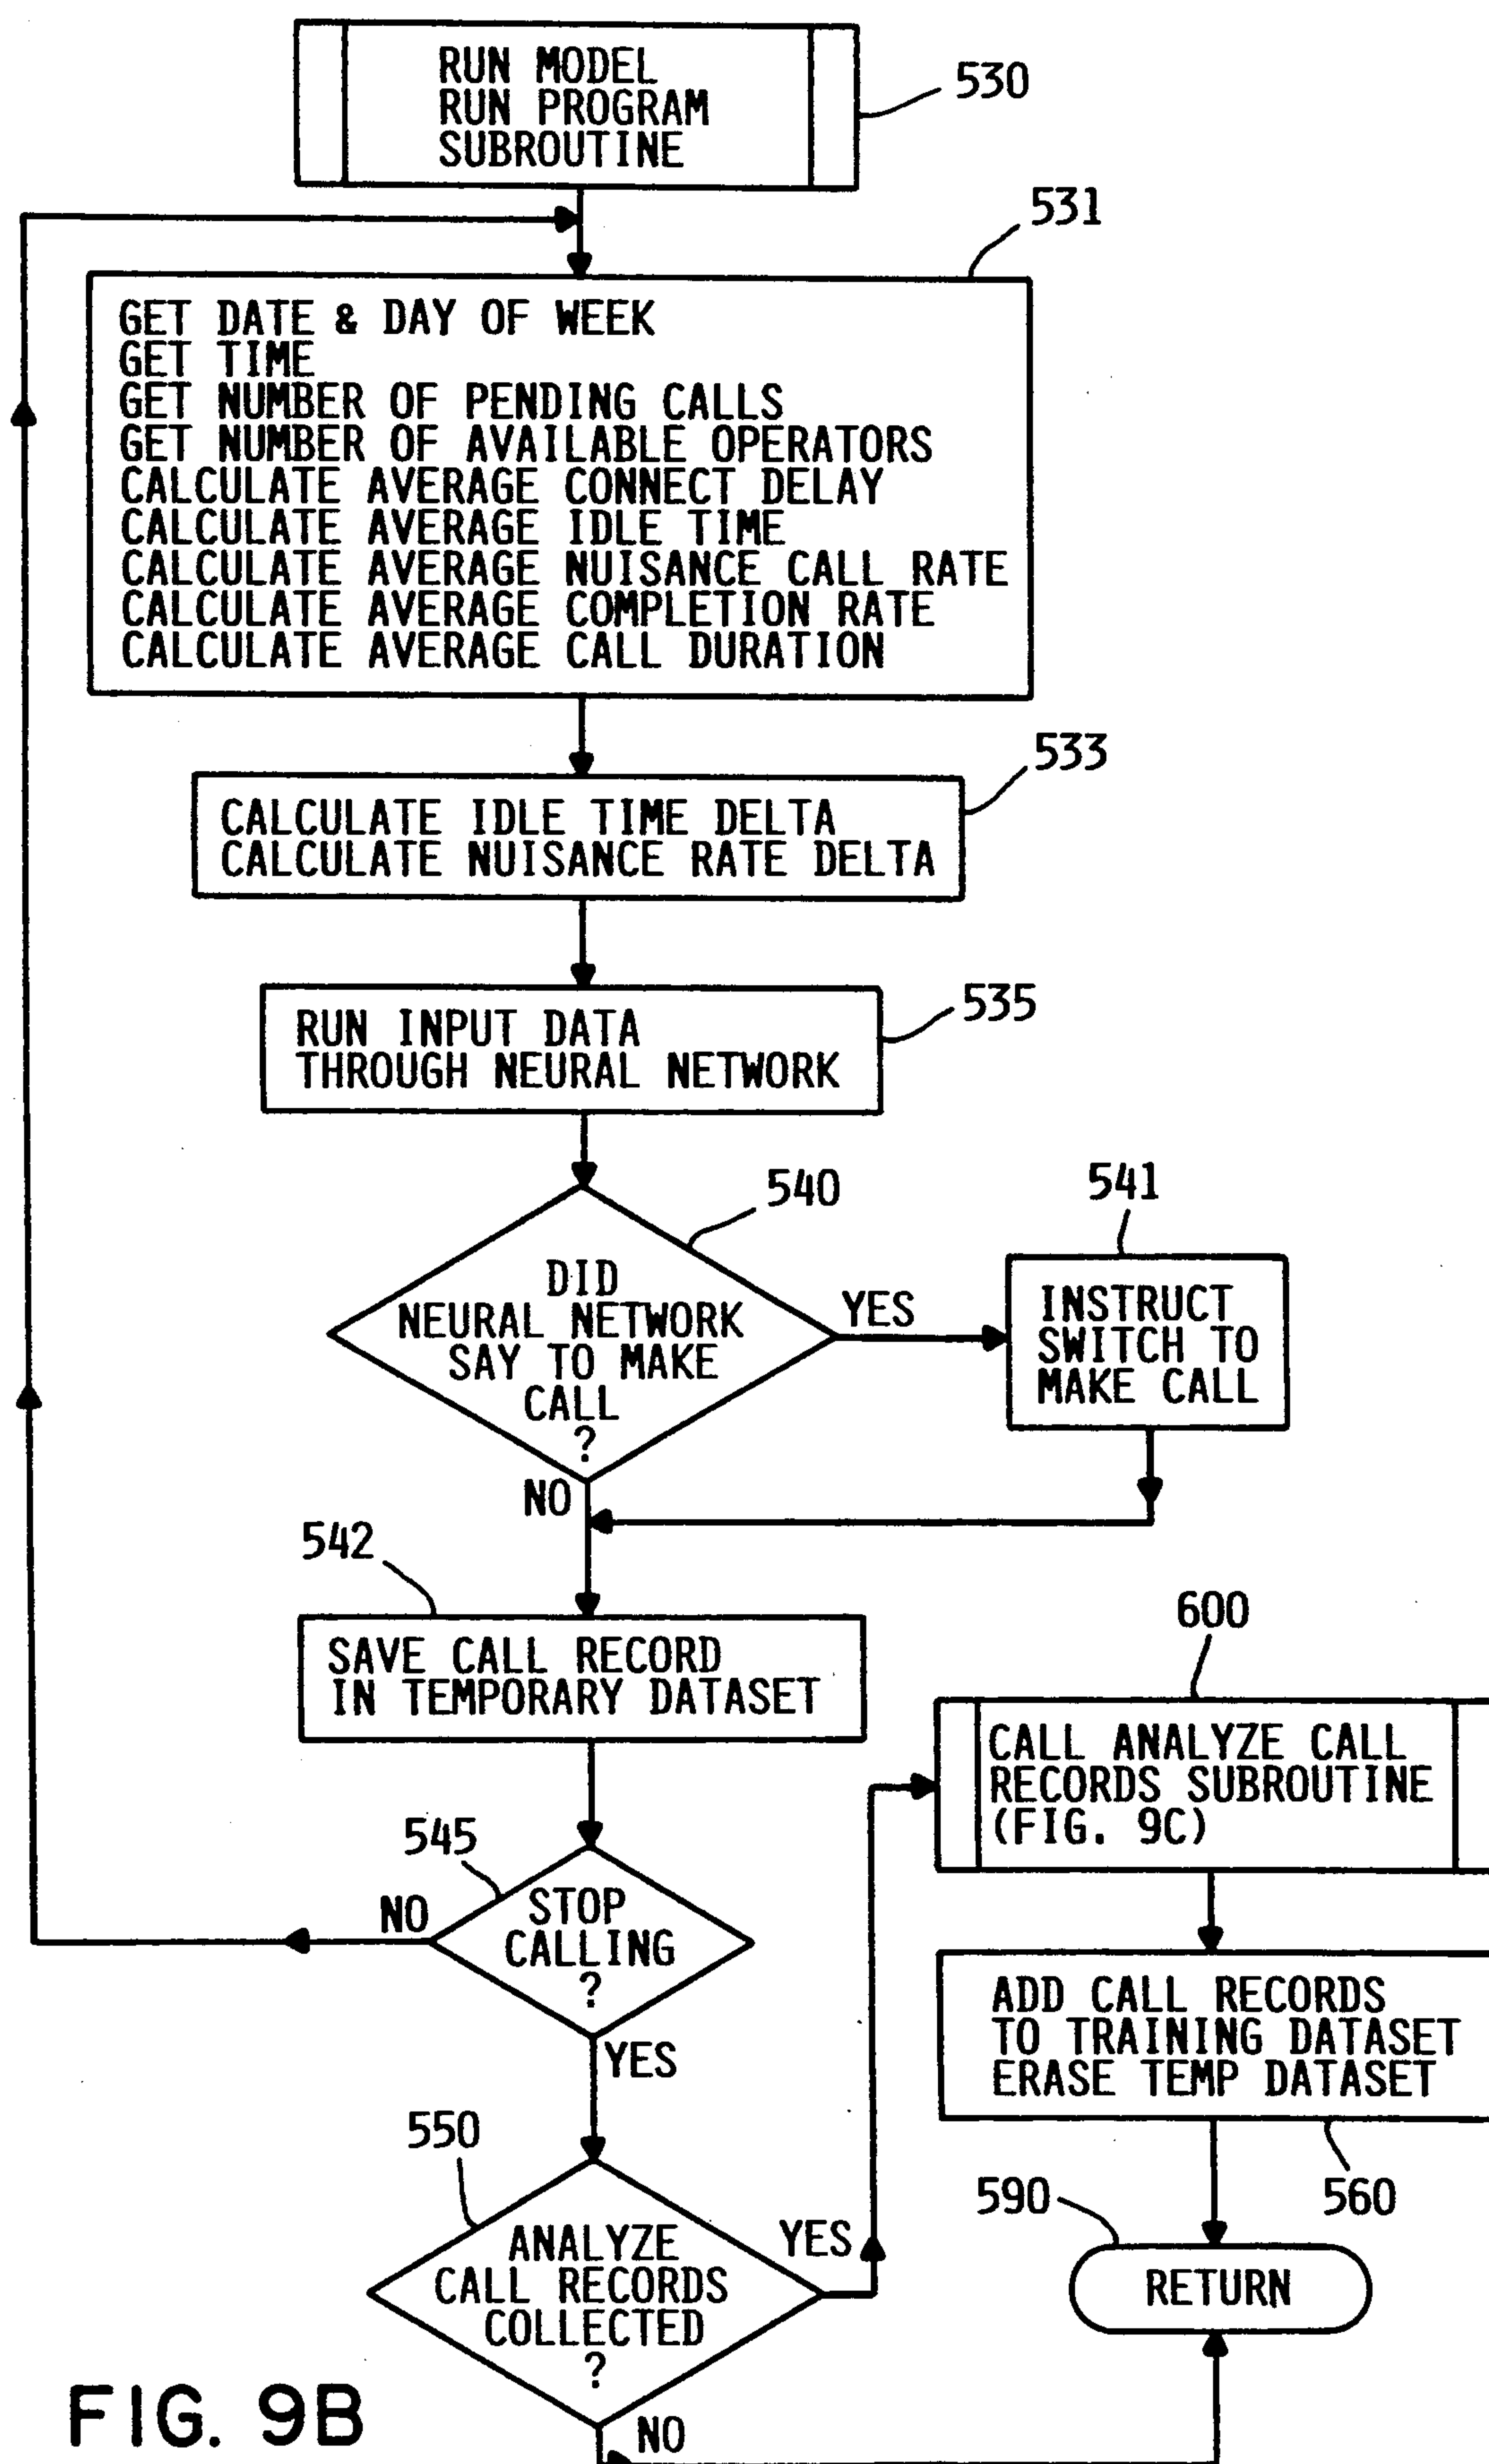 RUN MODEL
RUN PROGRAM
SUBROUTINE
530
531
GET DATE & DAY OF WEEK
GET TIME
GET NUMBER OF PENDING CALLS
GET NUMBER OF AVAILABLE OPERATORS
CALCULATE AVERAGE CONNECT DELAY
CALCULATE AVERAGE IDLE TIME
CALCULATE AVERAGE NUISANCE CALL RATE
CALCULATE AVERAGE COMPLETION RATE
CALCULATE AVERAGE CALL DURATION
533
CALCULATE IDLE TIME DELTA
CALCULATE NUISANCE RATE DELTA
535
RUN INPUT DATA
THROUGH NEURAL NETWORK
540
DID
NEURAL NETWORK
SAY TO MAKE
CALL
?
YES
541
INSTRUCT
SWITCH TO
MAKE CALL
NO
542
SAVE CALL RECORD
IN TEMPORARY DATASET
545
STOP
CALLING
?
NO
YES
550
ANALYZE
CALL RECORDS
COLLECTED
?
YES
NO
600
CALL ANALYZE CALL
RECORDS SUBROUTINE
(FIG. 9C)
ADD CALL RECORDS
TO TRAINING DATASET
ERASE TEMP DATASET
560
590
RETURN
FIG. 9B